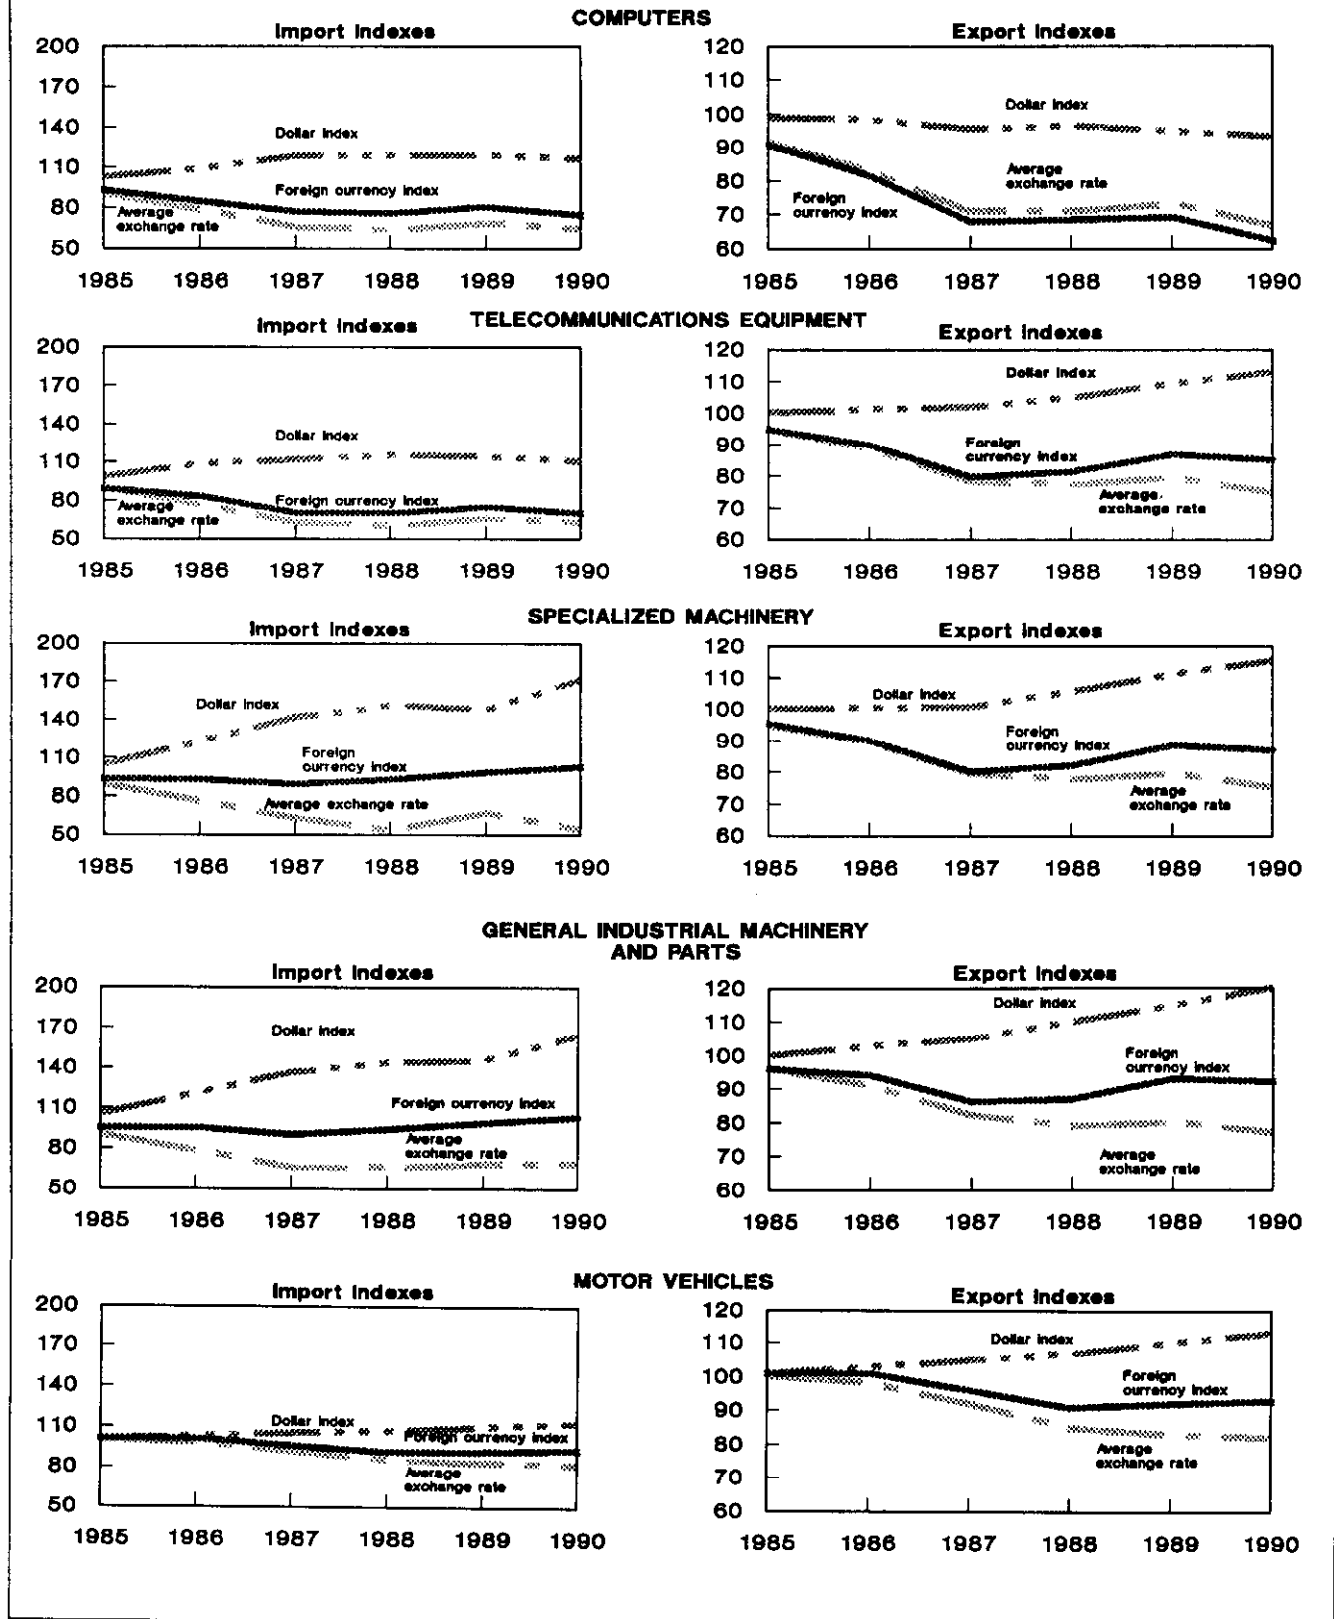 COMPUTERS
Import Indexes
200
170
140
110
80
50
Dollar index
Foreign currency index
Average
exchange rate
1985 1986 1987 1988 1989 1990
Export Indexes
120
110
100
90
80
70
60
Dollar index
Average
exchange rate
Foreign
currency index
1985 1986 1987 1988 1989 1990
TELECOMMUNICATIONS EQUIPMENT
Import Indexes
200
170
140
110
80
50
Dollar index
Foreign currency index
Average
exchange rate
1985 1986 1987 1988 1989 1990
Export Indexes
120
110
100
90
80
70
60
Dollar index
Foreign
currency index
Average
exchange rate
1985 1986 1987 1988 1989 1990
SPECIALIZED MACHINERY
Import Indexes
200
170
140
110
80
50
Dollar index
Foreign
currency index
Average exchange rate
1985 1986 1987 1988 1989 1990
Export Indexes
120
110
100
90
80
70
60
Dollar index
Foreign
currency index
Average
exchange rate
1985 1986 1987 1988 1989 1990
GENERAL INDUSTRIAL MACHINERY
AND PARTS
Import Indexes
200
170
140
110
80
50
Dollar index
Foreign currency index
Average
exchange rate
1985 1986 1987 1988 1989 1990
Export Indexes
120
110
100
90
80
70
60
Dollar index
Foreign
currency index
Average
exchange rate
1985 1986 1987 1988 1989 1990
MOTOR VEHICLES
Import Indexes
200
170
140
110
80
50
Dollar index
Foreign currency index
Average
exchange rate
1985 1986 1987 1988 1989 1990
Export Indexes
120
110
100
90
80
70
60
Dollar index
Foreign
currency index
Average
exchange rate
1985 1986 1987 1988 1989 1990